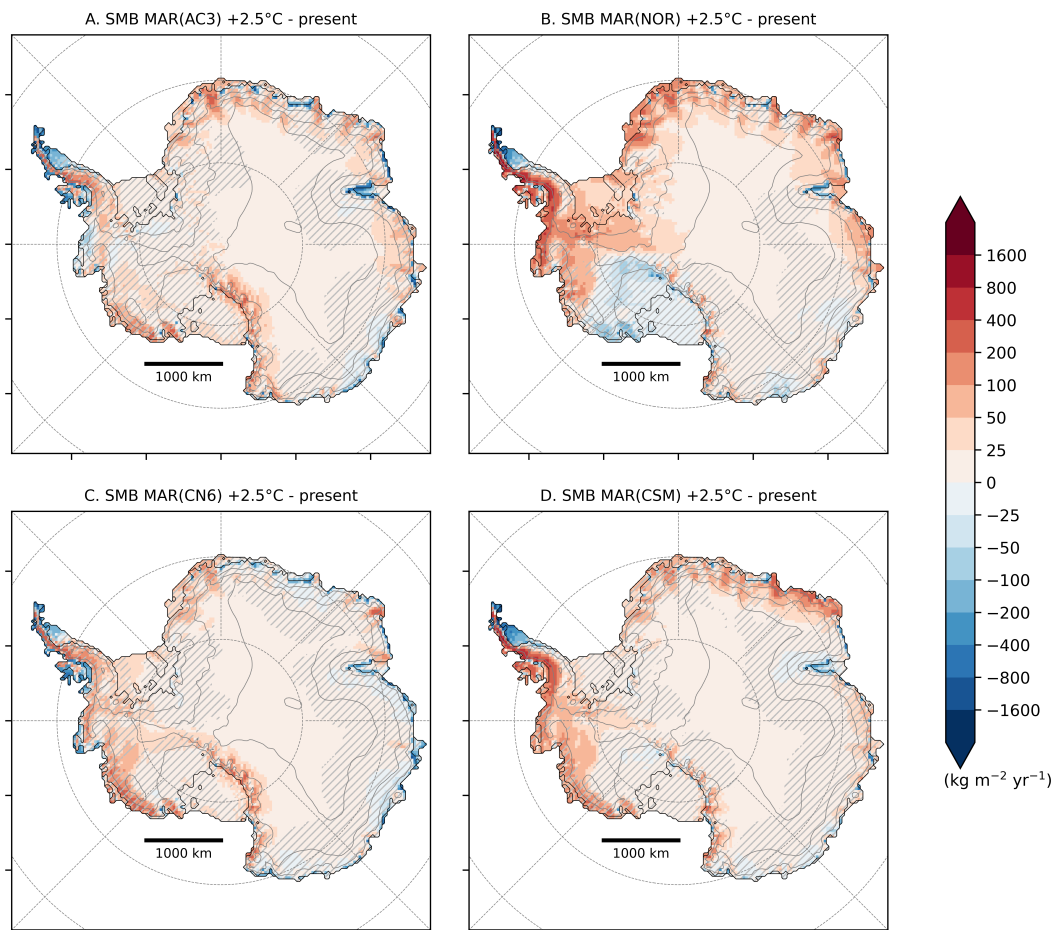 A. SMB MAR(AC3) +2.5°C - present
B. SMB MAR(NOR) +2.5°C - present
1000 km
1000 km
C. SMB MAR(CN6) +2.5°C - present
D. SMB MAR(CSM) +2.5°C - present
1000 km
1000 km
1600
800
400
200
100
50
25
0
−25
−50
−100
−200
−400
−800
−1600
(kg m⁻² yr⁻¹)